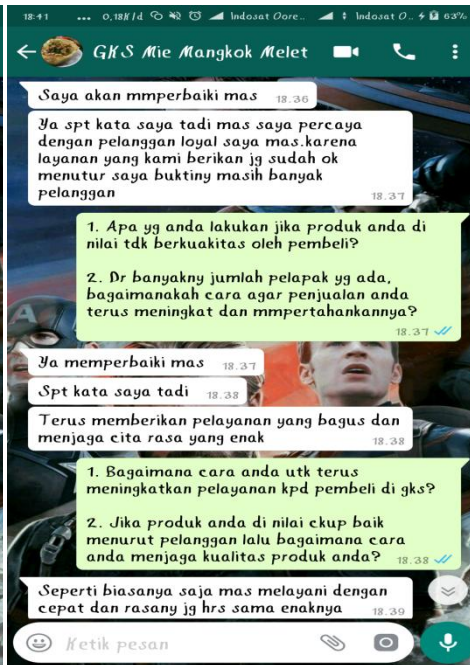 18:41 ... 0,18K/d Indosat Oore.. Indosat O.. 63%
GKS Mie Mangkok Melet
Saya akan mmperbaiki mas 18.36
Ya spt kata saya tadi mas saya percaya
dengan pelanggan loyal saya mas.karena
layanan yang kami berikan jg sudah ok
menutur saya buktiny masih banyak
pelanggan 18.37
1. Apa yg anda lakukan jika produk anda di
nilai tdk berkuakitas oleh pembeli?
2. Dr banyakny jumlah pelapak yg ada,
bagaimanakah cara agar penjualan anda
terus meningkat dan mmpertahankannya?
18.37
Ya memperbaiki mas 18.37
Spt kata saya tadi 18.38
Terus memberikan pelayanan yang bagus dan
menjaga cita rasa yang enak 18.38
1. Bagaimana cara anda utk terus
meningkatkan pelayanan kpd pembeli di gks?
2. Jika produk anda di nilai ckup baik
menurut pelanggan lalu bagaimana cara
anda menjaga kualitas produk anda? 18.38
Seperti biasanya saja mas melayani dengan
cepat dan rasany jg hrs sama enaknya 18.39
Ketik pesan